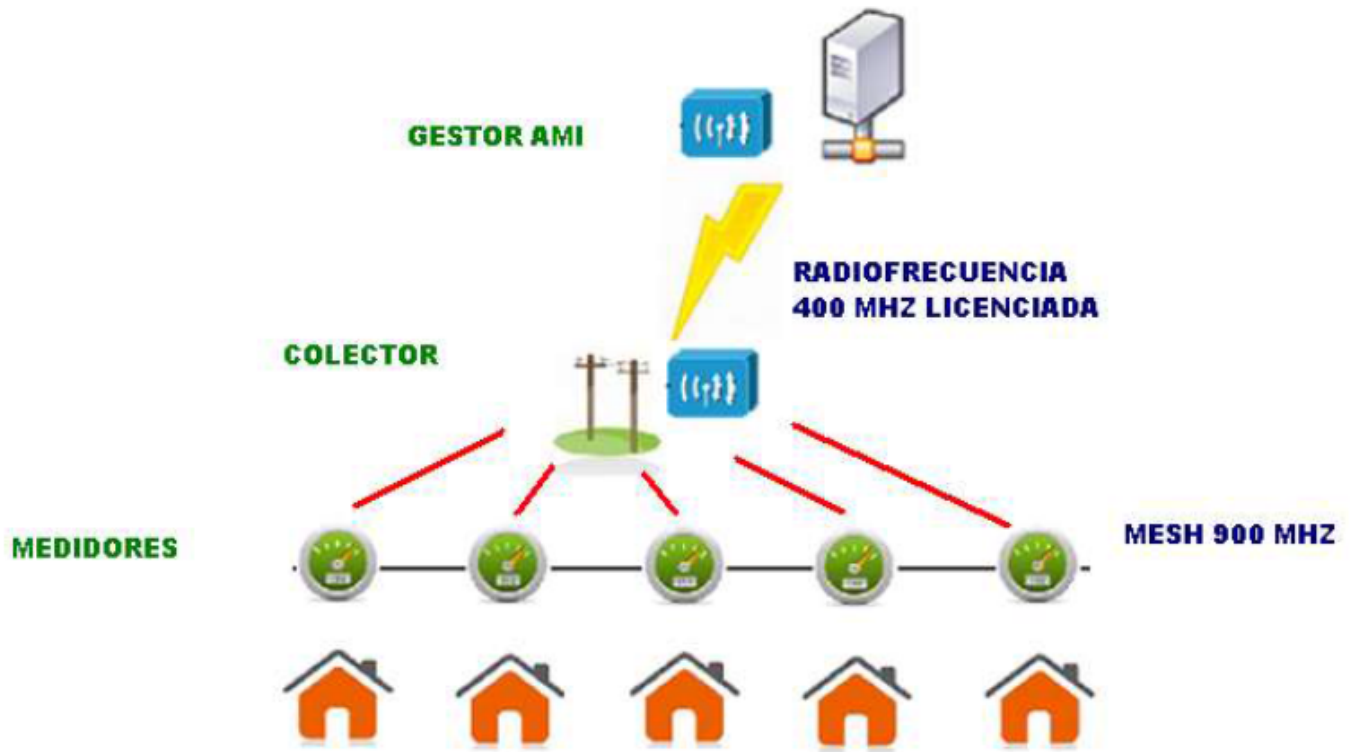 GESTOR AMI
RADIOFRECUENCIA
400 MHZ LICENCIADA
COLECTOR
MEDIDORES
MESH 900 MHZ